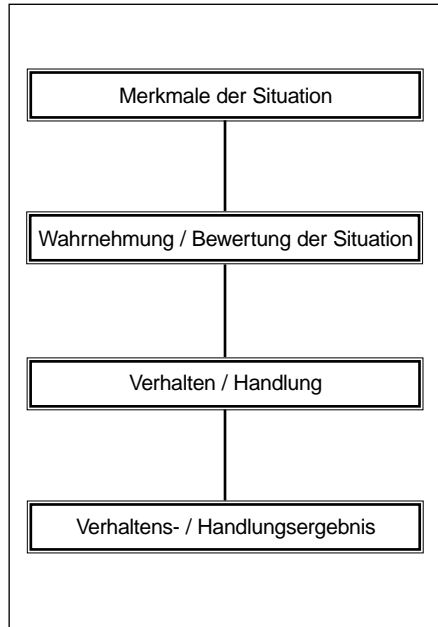 Merkmale der Situation
Wahrnehmung / Bewertung der Situation
Verhalten / Handlung
Verhaltens- / Handlungsergebnis